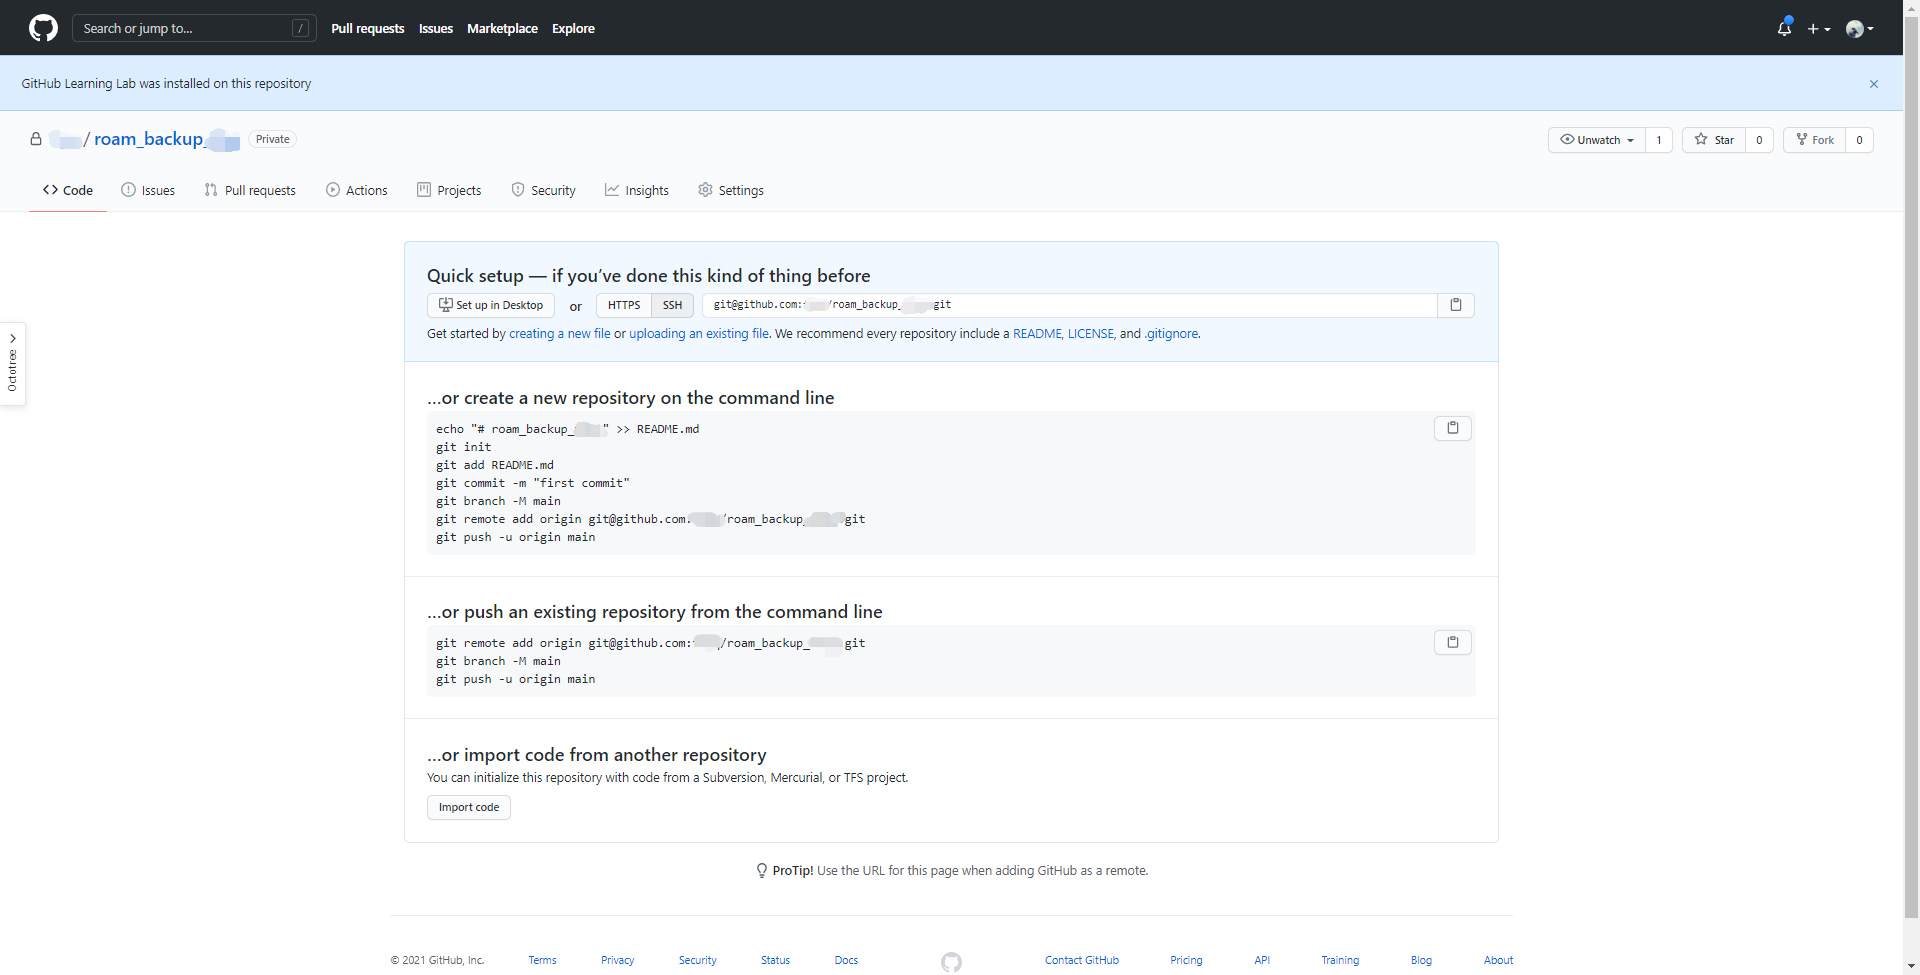 Search or jump to... /
Pull requests Issues Marketplace Explore
GitHub Learning Lab was installed on this repository
/ roam_backup_ Private
Unwatch 1 Star 0 Fork 0
Code Issues Pull requests Actions Projects Security Insights Settings
Octotree
Quick setup — if you’ve done this kind of thing before
Set up in Desktop or HTTPS SSH git@github.com: /roam_backup_ git
Get started by creating a new file or uploading an existing file. We recommend every repository include a README, LICENSE, and .gitignore.
…or create a new repository on the command line
echo "# roam_backup_ " >> README.md
git init
git add README.md
git commit -m "first commit"
git branch -M main
git remote add origin git@github.com: /roam_backup_ git
git push -u origin main
…or push an existing repository from the command line
git remote add origin git@github.com: /roam_backup_ git
git branch -M main
git push -u origin main
…or import code from another repository
You can initialize this repository with code from a Subversion, Mercurial, or TFS project.
Import code
ProTip! Use the URL for this page when adding GitHub as a remote.
© 2021 GitHub, Inc. Terms Privacy Security Status Docs Contact GitHub Pricing API Training Blog About